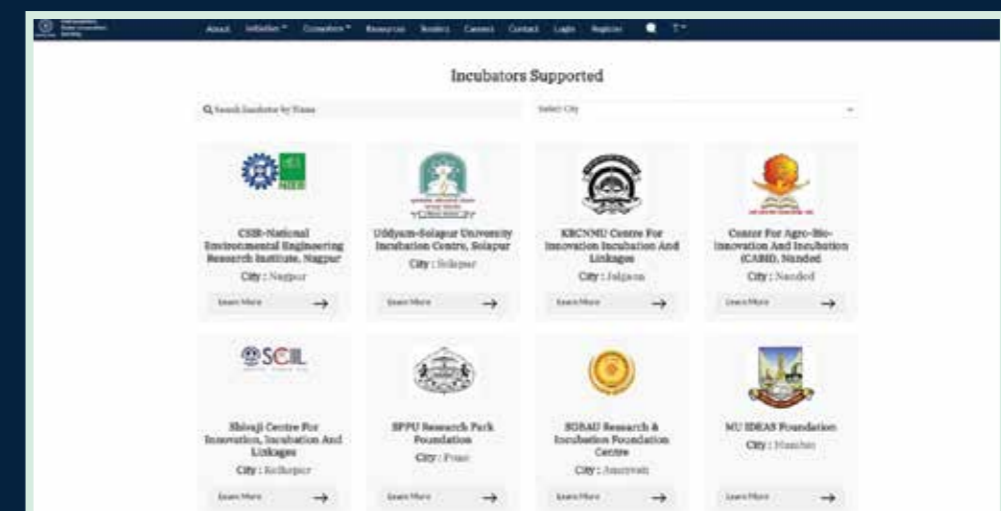 About Initiative Resources Tenders Careers Contact Login Register
Incubators Supported
Search Incubator by Name Select City
CSIR-National
Environmental Engineering
Research Institute, Nagpur
City : Nagpur
Learn More
Uddyam-Solapur University
Incubation Centre, Solapur
City : Solapur
Learn More
KBCNMU Centre For
Innovation Incubation And
Linkages
City : Jalgaon
Learn More
Center For Agro-Bio-
Innovation And Incubation
(CABII), Nanded
City : Nanded
Learn More
SCIIL
Shivaji Centre For
Innovation, Incubation And
Linkages
City : Kolhapur
Learn More
SPPU Research Park
Foundation
City : Pune
Learn More
SGBAU Research &
Incubation Foundation
Centre
City : Amravati
Learn More
MU IDEAS Foundation
City : Mumbai
Learn More